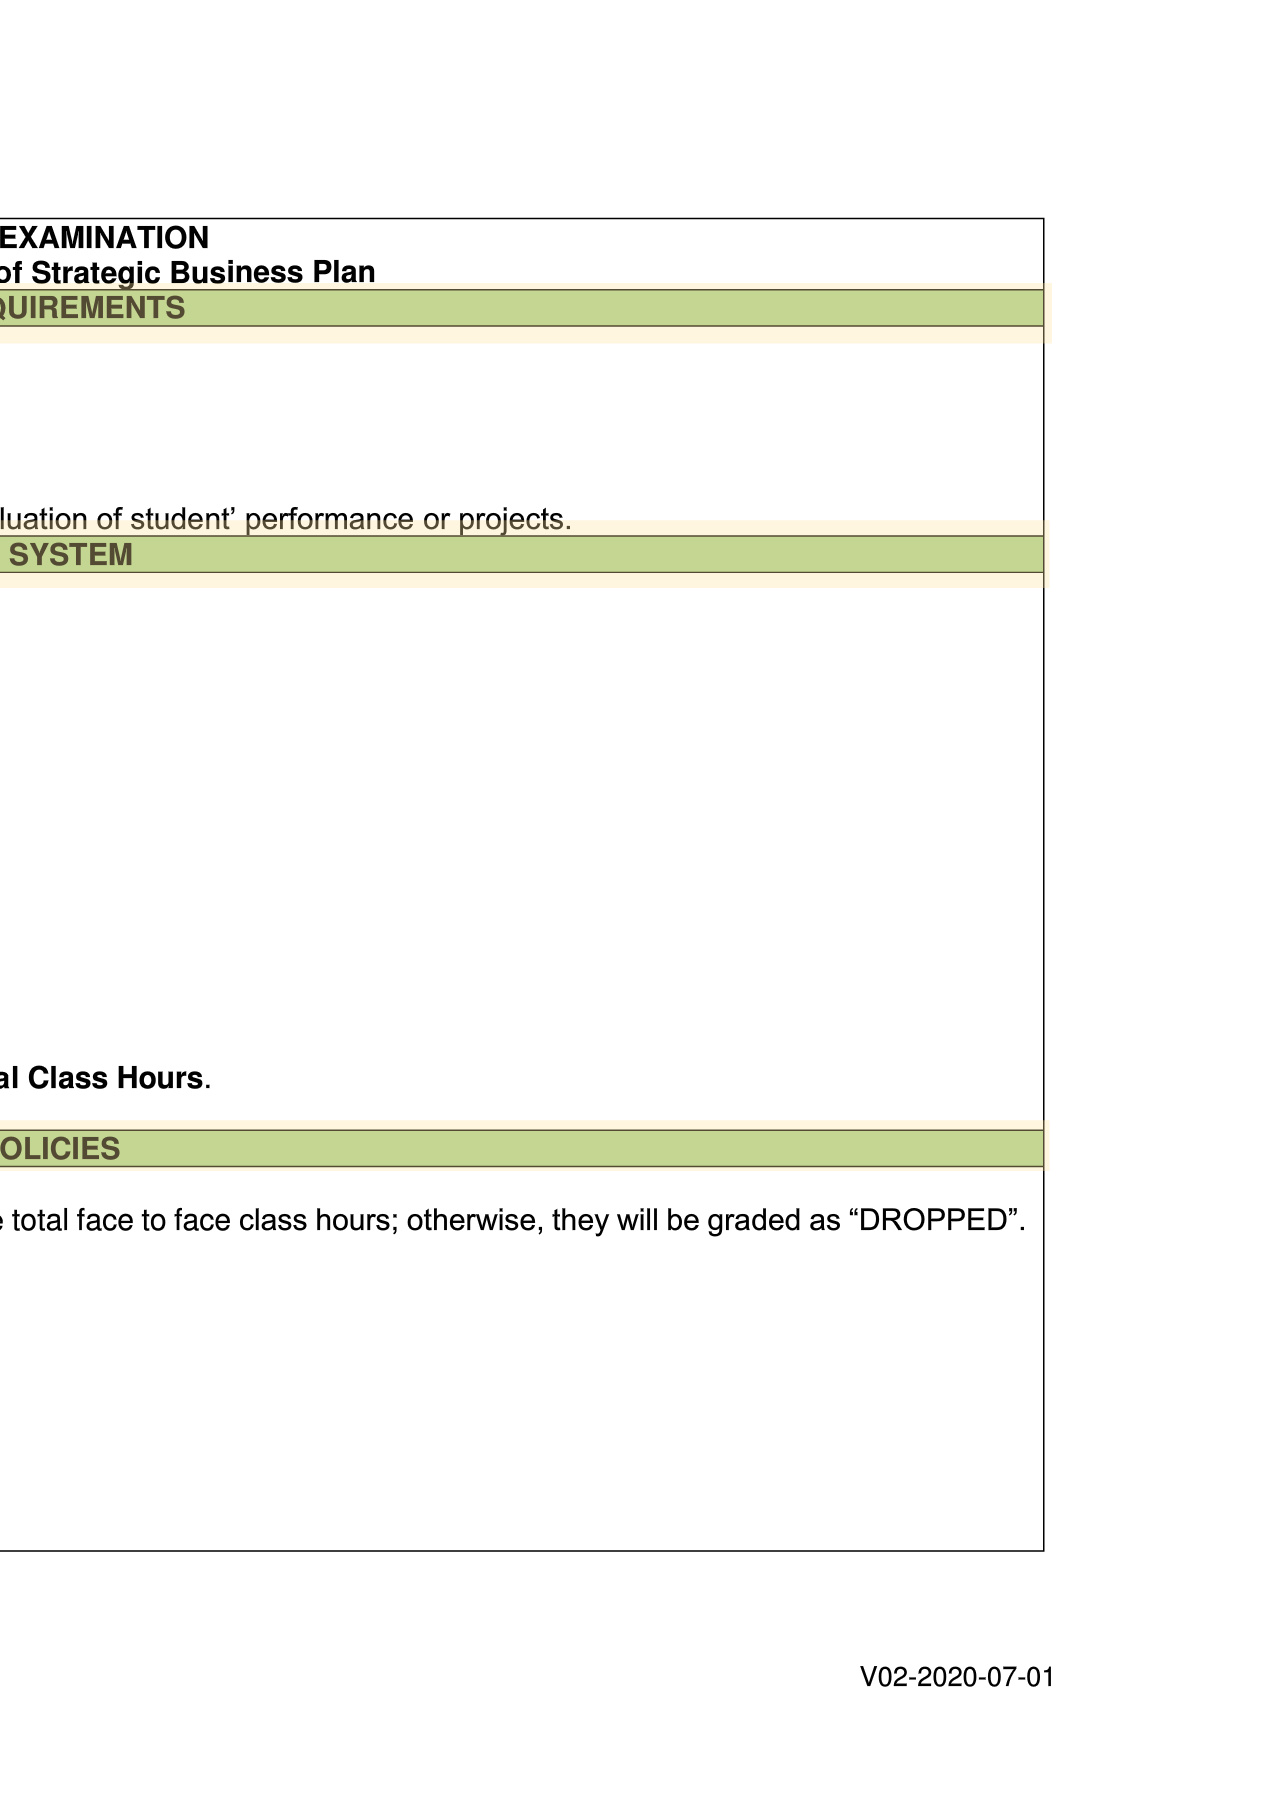 EXAMINATION
of Strategic Business Plan
QUIREMENTS
luation of student’ performance or projects.
SYSTEM
al Class Hours.
OLICIES
e total face to face class hours; otherwise, they will be graded as “DROPPED”.
V02-2020-07-01